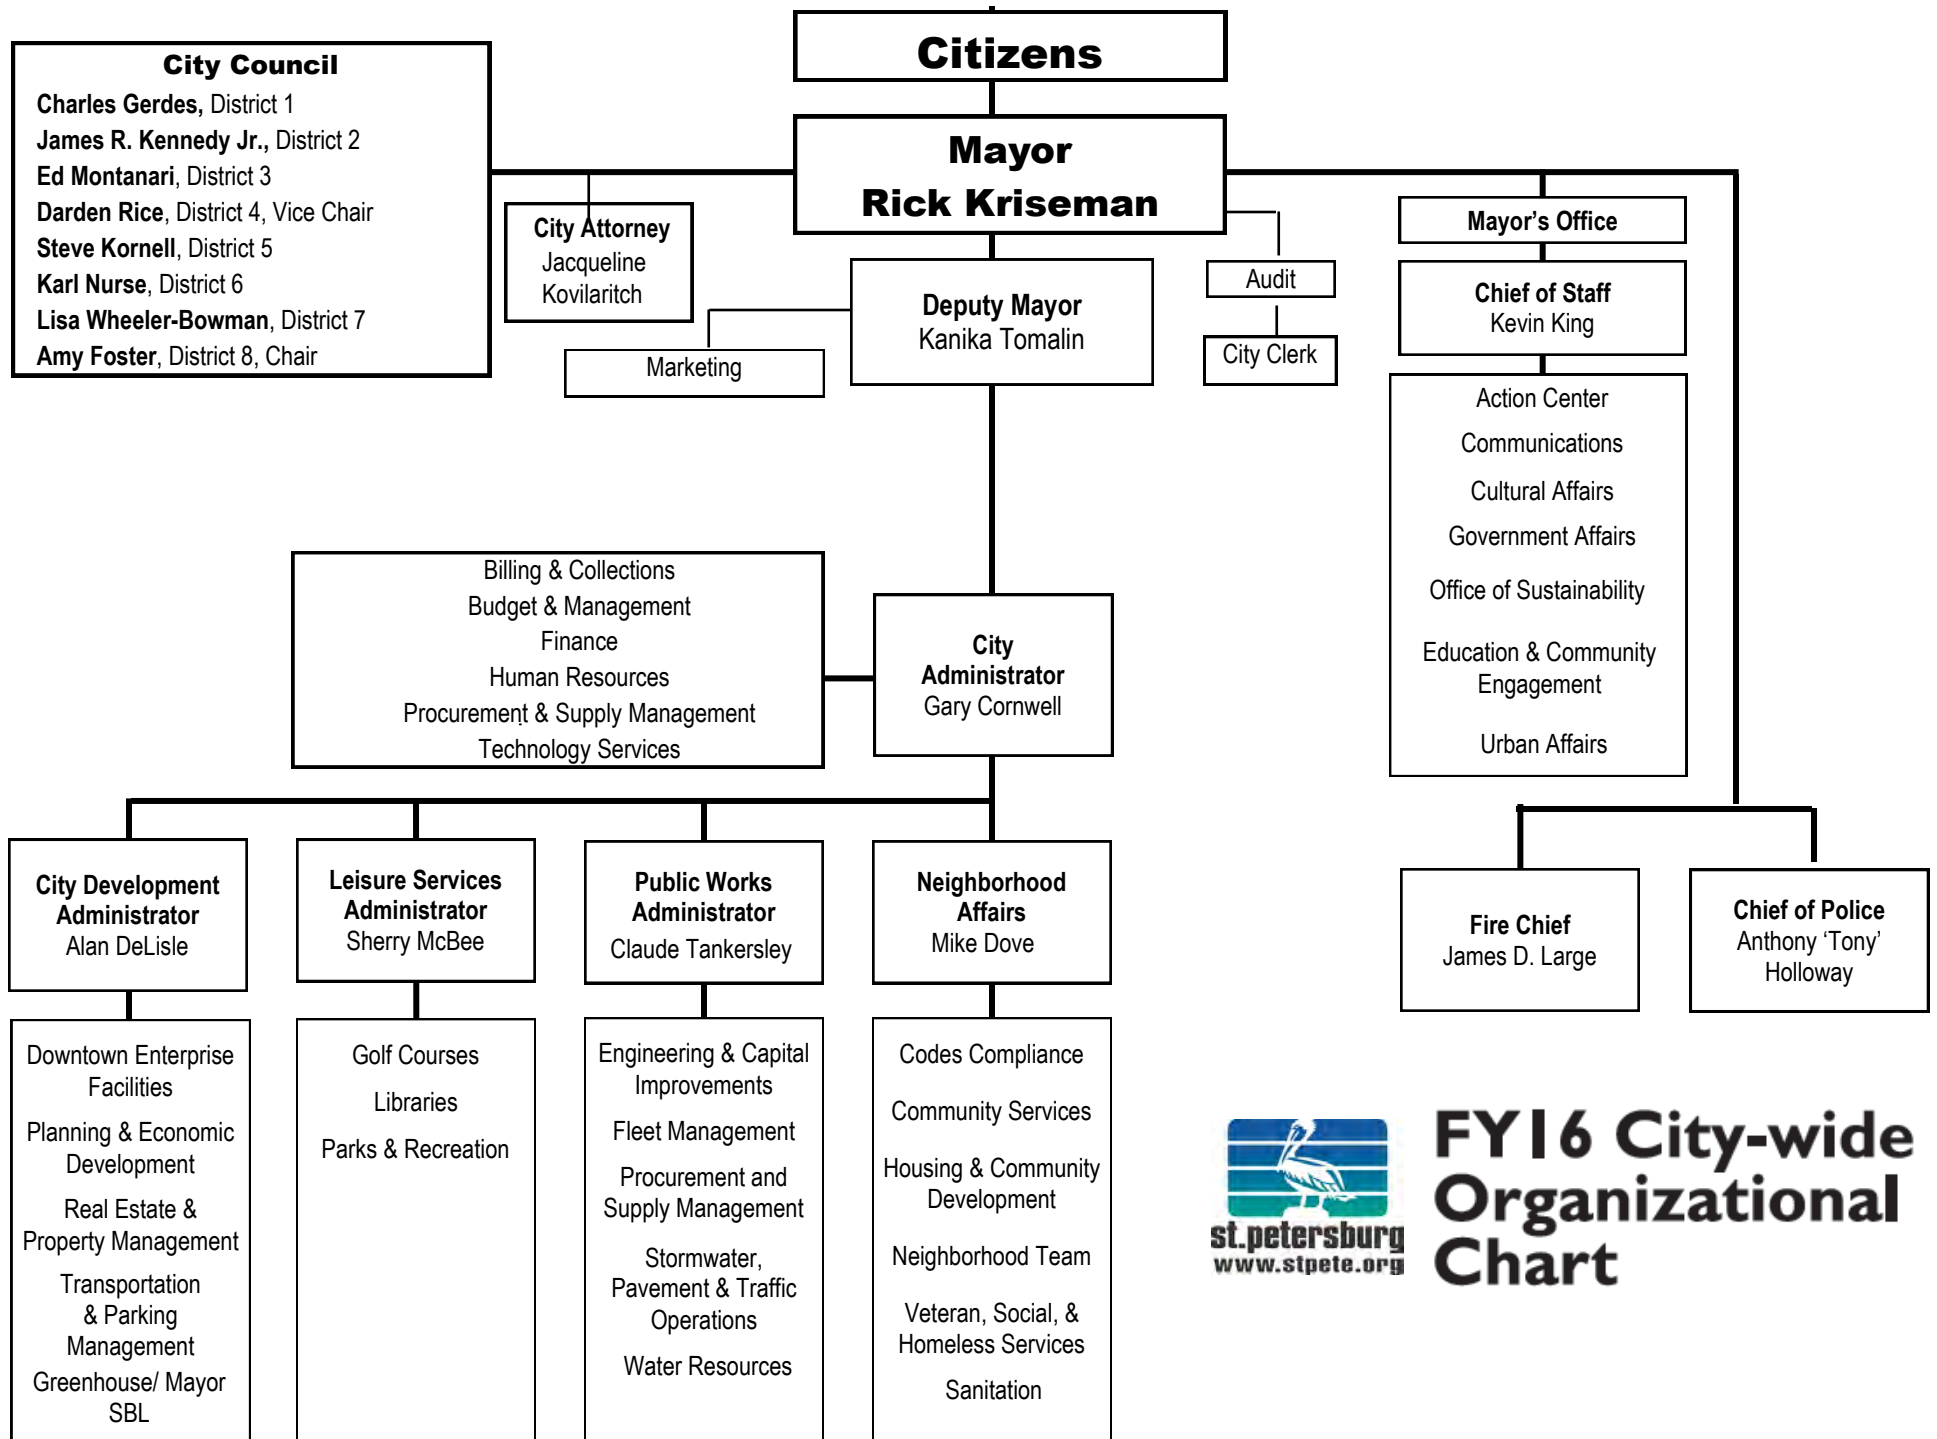 Citizens
City Council
Charles Gerdes, District 1
James R. Kennedy Jr., District 2
Ed Montanari, District 3
Darden Rice, District 4, Vice Chair
Steve Kornell, District 5
Karl Nurse, District 6
Lisa Wheeler-Bowman, District 7
Amy Foster, District 8, Chair
Mayor
Rick Kriseman
City Attorney
Jacqueline
Kovilaritch
Marketing
Deputy Mayor
Kanika Tomalin
Audit
City Clerk
Mayor’s Office
Chief of Staff
Kevin King
Action Center
Communications
Cultural Affairs
Government Affairs
Office of Sustainability
Education & Community
Engagement
Urban Affairs
Billing & Collections
Budget & Management
Finance
Human Resources
Procurement & Supply Management
Technology Services
City
Administrator
Gary Cornwell
City Development
Administrator
Alan DeLisle
Leisure Services
Administrator
Sherry McBee
Public Works
Administrator
Claude Tankersley
Neighborhood
Affairs
Mike Dove
Fire Chief
James D. Large
Chief of Police
Anthony ‘Tony’
Holloway
Downtown Enterprise
Facilities
Planning & Economic
Development
Real Estate &
Property Management
Transportation
& Parking
Management
Greenhouse/ Mayor
SBL
Golf Courses
Libraries
Parks & Recreation
Engineering & Capital
Improvements
Fleet Management
Procurement and
Supply Management
Stormwater,
Pavement & Traffic
Operations
Water Resources
Codes Compliance
Community Services
Housing & Community
Development
Neighborhood Team
Veteran, Social, &
Homeless Services
Sanitation
st.petersburg
www.stpete.org
FY16 City-wide
Organizational
Chart